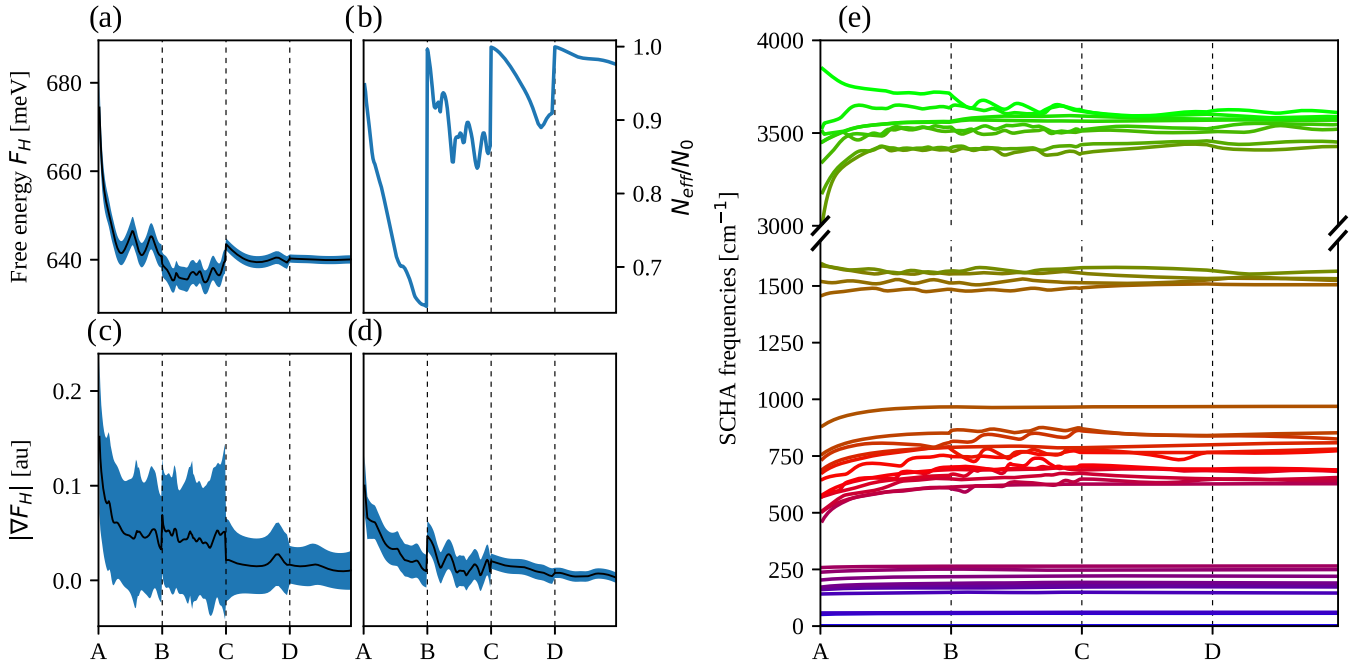 (a)
(b)
(e)
Free energy F_H [meV]
680
660
640
N_eff/N_0
1.0
0.9
0.8
0.7
(c)
(d)
|∇F_H| [au]
0.2
0.1
0.0
A B C D
A B C D
SCHA frequencies [cm⁻¹]
4000
3500
3000
1500
1250
1000
750
500
250
0
A B C D